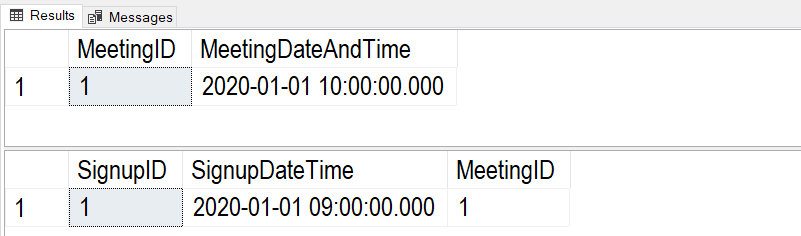 Results Messages
MeetingID MeetingDateAndTime
1 1 2020-01-01 10:00:00.000
SignupID SignupDateTime MeetingID
1 1 2020-01-01 09:00:00.000 1